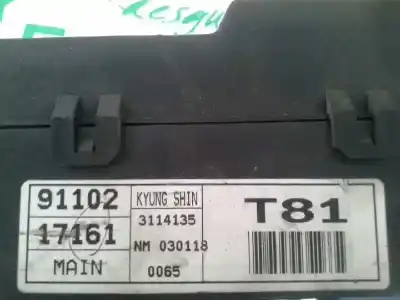 91102
17161
MAIN
KYUNG SHIN
3114135
NM 030118
0065
T81